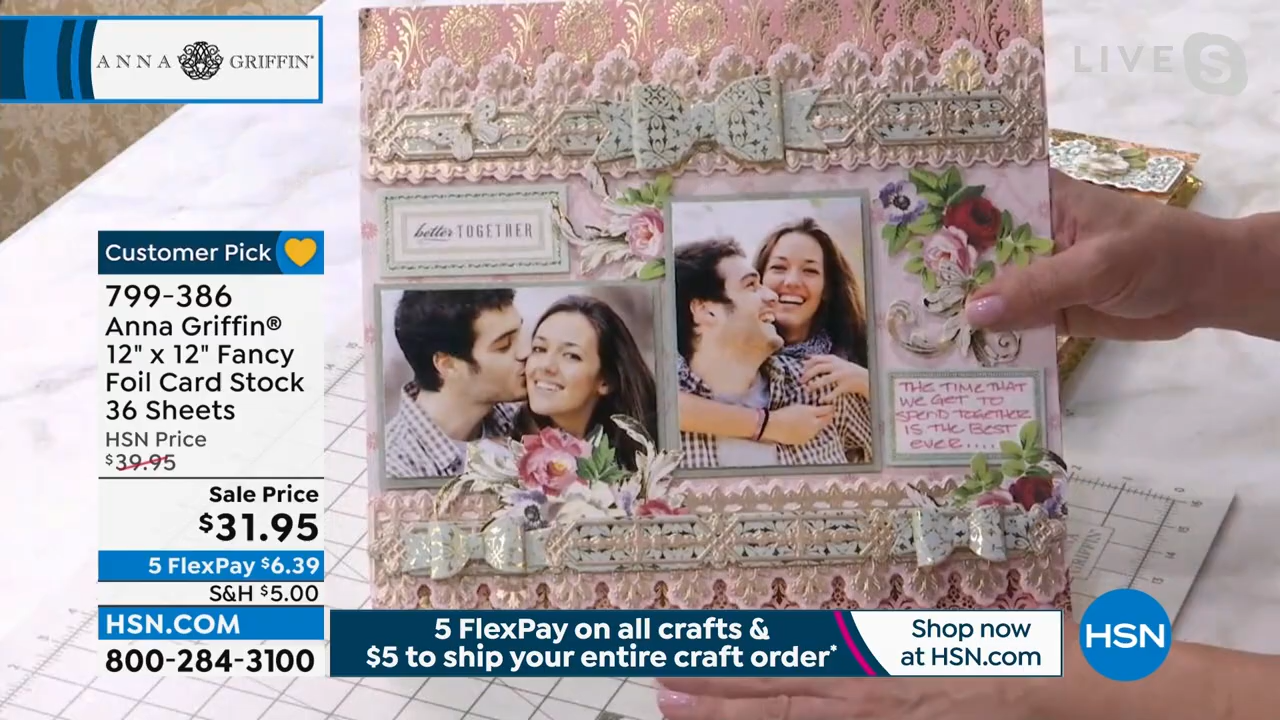 ANNA GRIFFIN®
LIVE S
Customer Pick
799-386
Anna Griffin®
12" x 12" Fancy
Foil Card Stock
36 Sheets
HSN Price
$39.95
Sale Price
$31.95
5 FlexPay $6.39
S&H $5.00
HSN.COM
800-284-3100
better TOGETHER
THE TIME THAT
WE GET TO
SPEND TOGETHER
IS THE BEST
EVER....
5 FlexPay on all crafts &
$5 to ship your entire craft order*
Shop now
at HSN.com
HSN